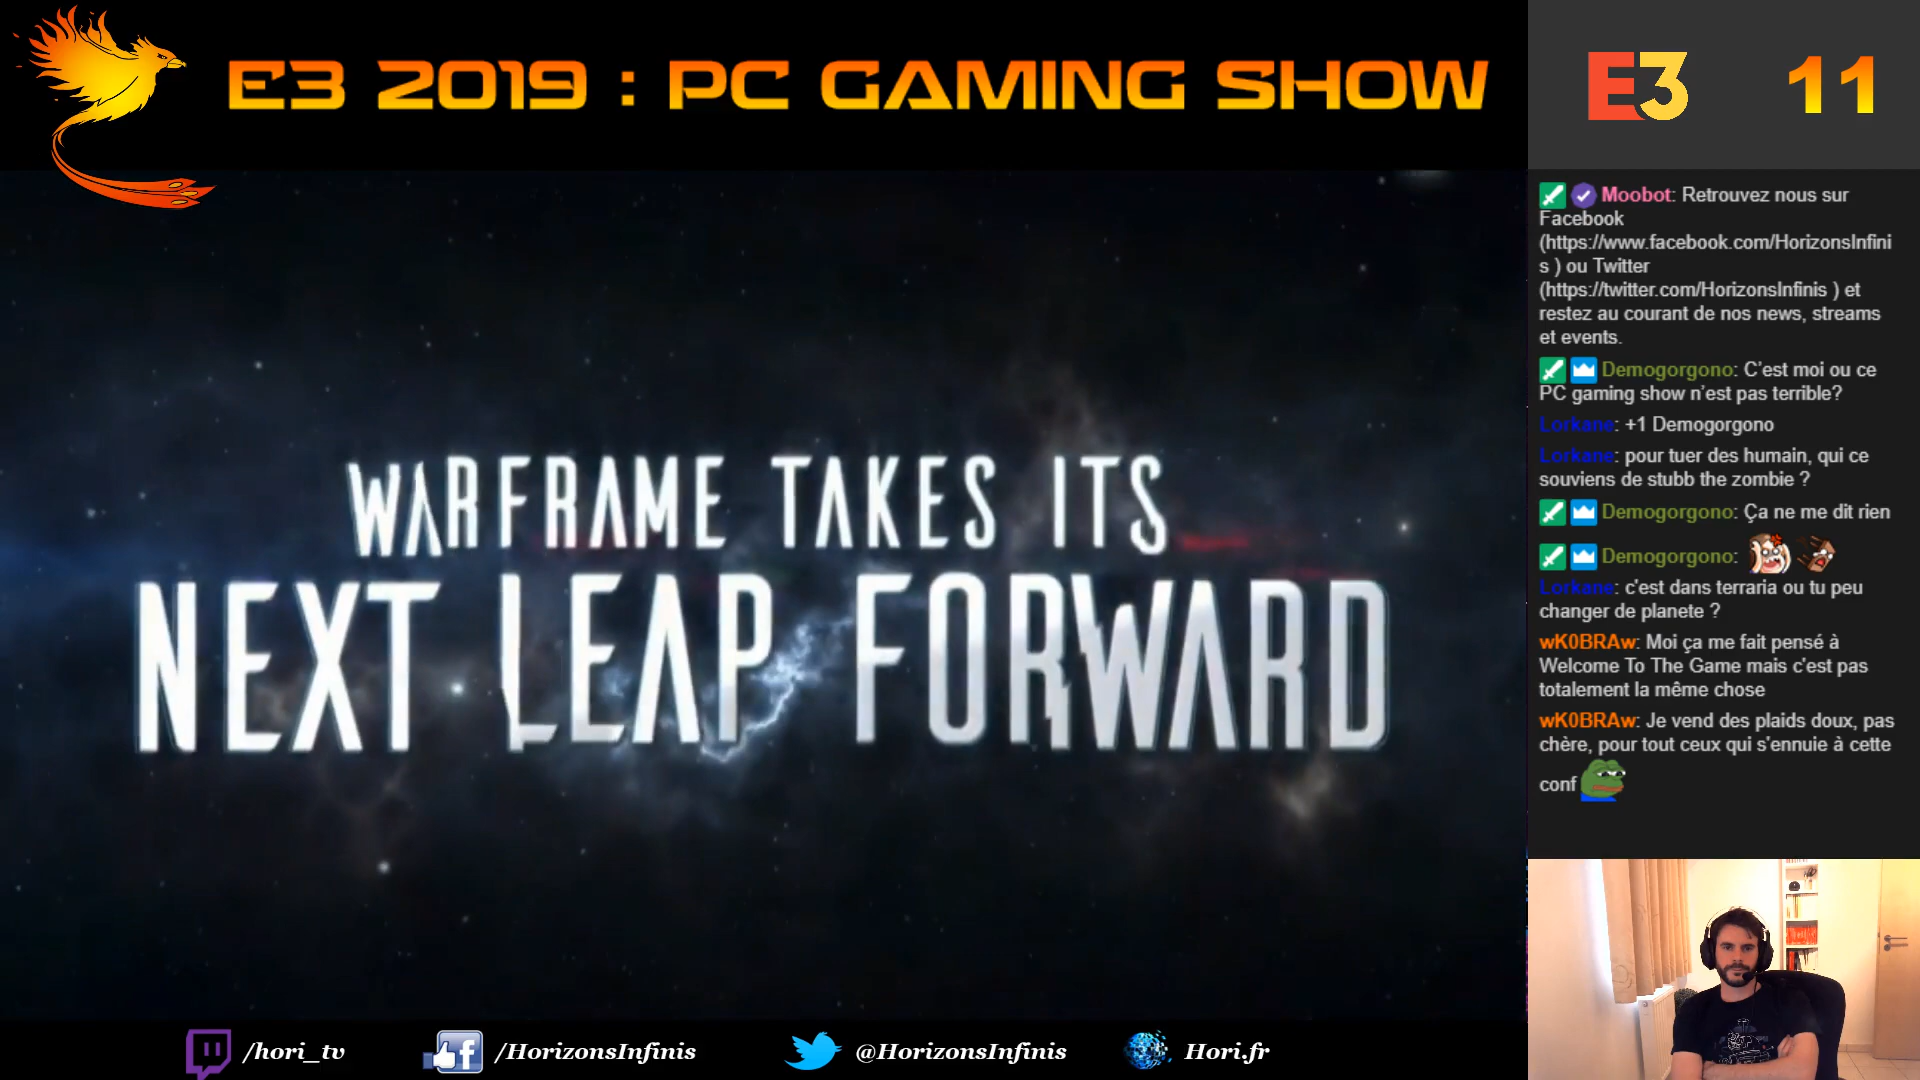 E3 2019 : PC GAMING SHOW
E3
11
WARFRAME TAKES ITS
NEXT LEAP FORWARD
Moobot: Retrouvez nous sur
Facebook
(https://www.facebook.com/HorizonsInfini
s ) ou Twitter
(https://twitter.com/HorizonsInfinis ) et
restez au courant de nos news, streams
et events.
Demogorgono: C'est moi ou ce
PC gaming show n'est pas terrible?
Lorkane: +1 Demogorgono
Lorkane: pour tuer des humain, qui ce
souviens de stubb the zombie ?
Demogorgono: Ça ne me dit rien
Demogorgono:
Lorkane: c'est dans terraria ou tu peu
changer de planete ?
wK0BRAw: Moi ça me fait pensé à
Welcome To The Game mais c'est pas
totalement la même chose
wK0BRAw: Je vend des plaids doux, pas
chère, pour tout ceux qui s'ennuie à cette
conf
/hori_tv
/HorizonsInfinis
@HorizonsInfinis
Hori.fr